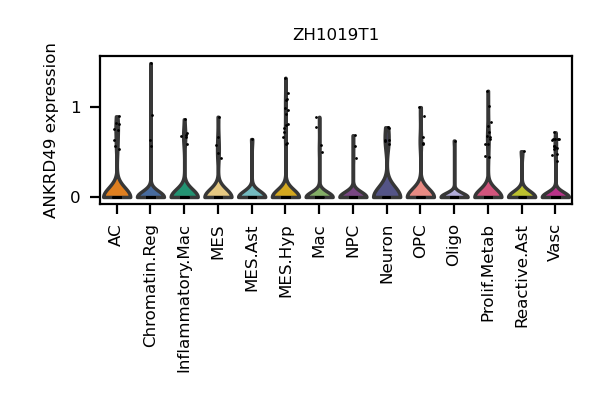 ZH1019T1
ANKRD49 expression
1
0
AC
Chromatin.Reg
Inflammatory.Mac
MES
MES.Ast
MES.Hyp
Mac
NPC
Neuron
OPC
Oligo
Prolif.Metab
Reactive.Ast
Vasc